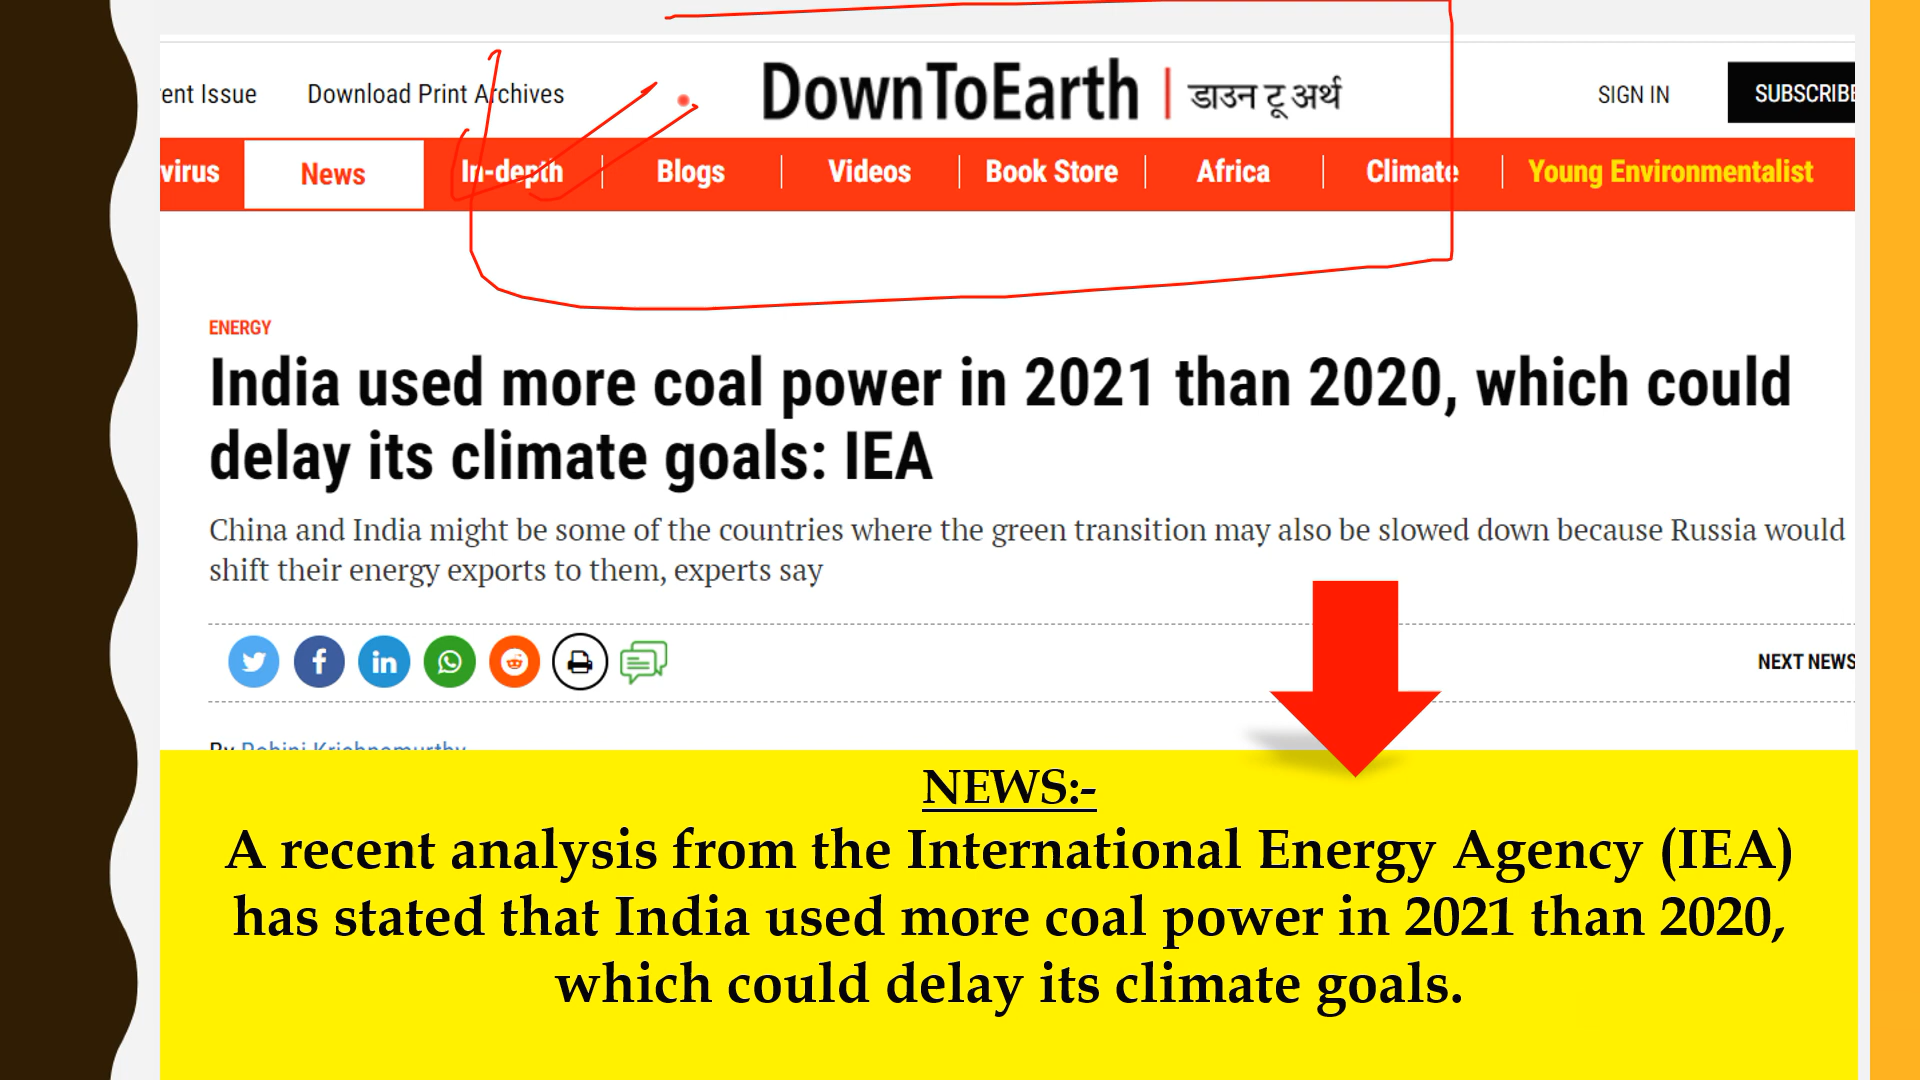 ent Issue Download Print Archives DownToEarth | डाउन टू अर्थ SIGN IN SUBSCRIBE
virus News In-depth Blogs Videos Book Store Africa Climate Young Environmentalist
ENERGY
India used more coal power in 2021 than 2020, which could
delay its climate goals: IEA
China and India might be some of the countries where the green transition may also be slowed down because Russia would
shift their energy exports to them, experts say
NEXT NEWS
By Rohini Krishnamurthy
NEWS:-
A recent analysis from the International Energy Agency (IEA)
has stated that India used more coal power in 2021 than 2020,
which could delay its climate goals.